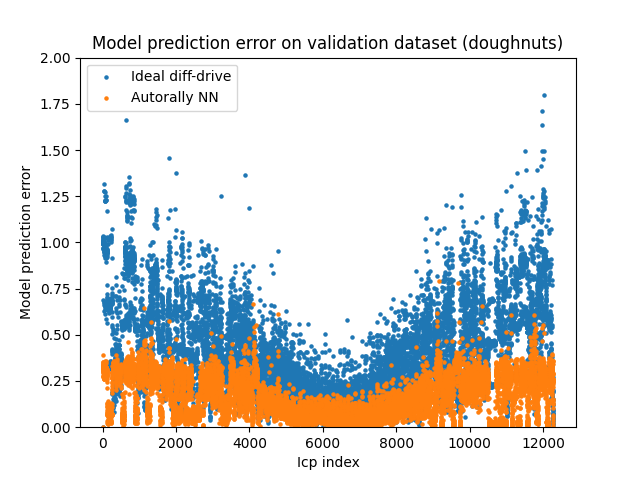 Model prediction error on validation dataset (doughnuts)
2.00
Ideal diff-drive
Autorally NN
1.75
1.50
1.25
1.00
0.75
0.50
0.25
0.00
Model prediction error
0 2000 4000 6000 8000 10000 12000
Icp index